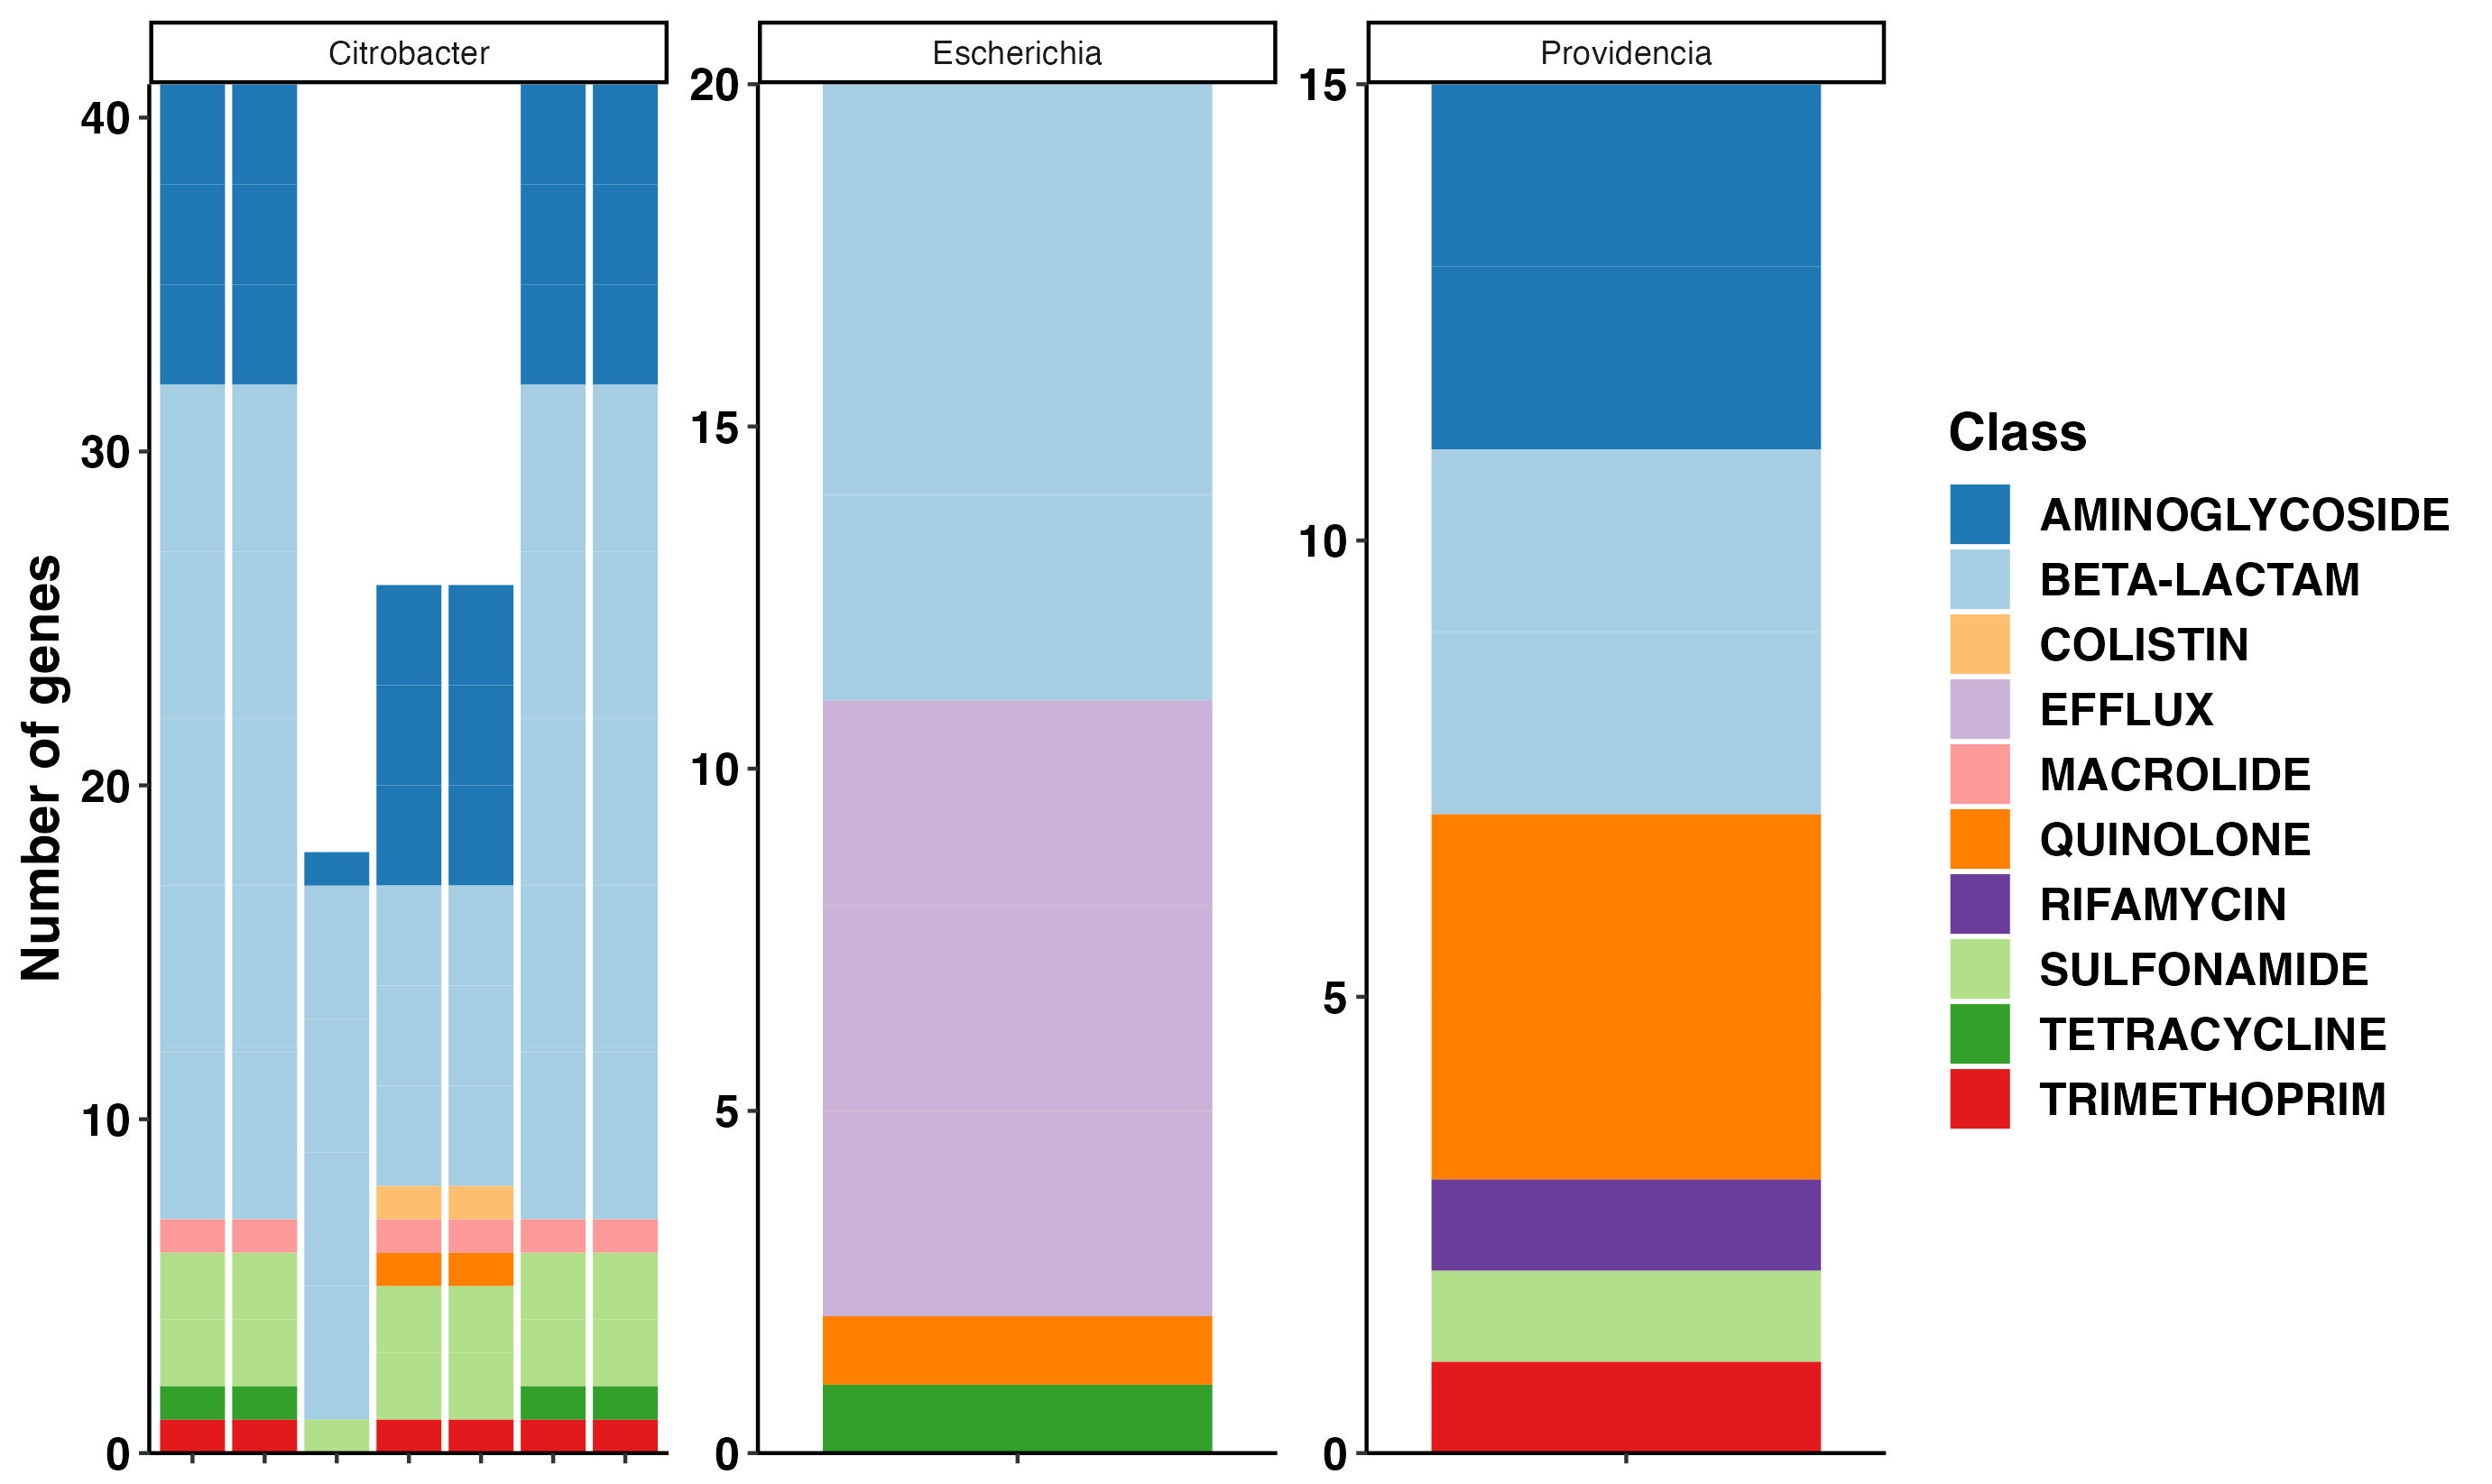 Citrobacter
Escherichia
Providencia
Number of genes
40
30
20
10
0
20
15
10
5
0
15
10
5
0
Class
AMINOGLYCOSIDE
BETA-LACTAM
COLISTIN
EFFLUX
MACROLIDE
QUINOLONE
RIFAMYCIN
SULFONAMIDE
TETRACYCLINE
TRIMETHOPRIM